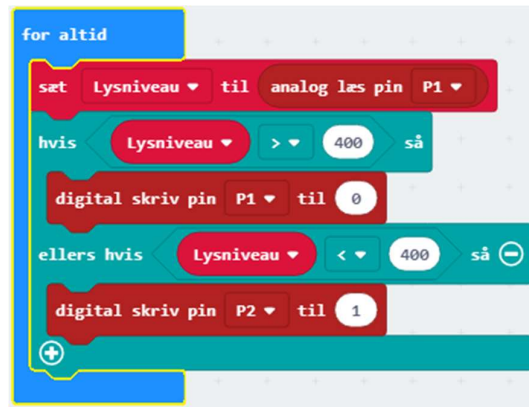 for altid
sæt Lysniveau til analog læs pin P1
hvis Lysniveau > 400 så
digital skriv pin P1 til 0
ellers hvis Lysniveau < 400 så
digital skriv pin P2 til 1